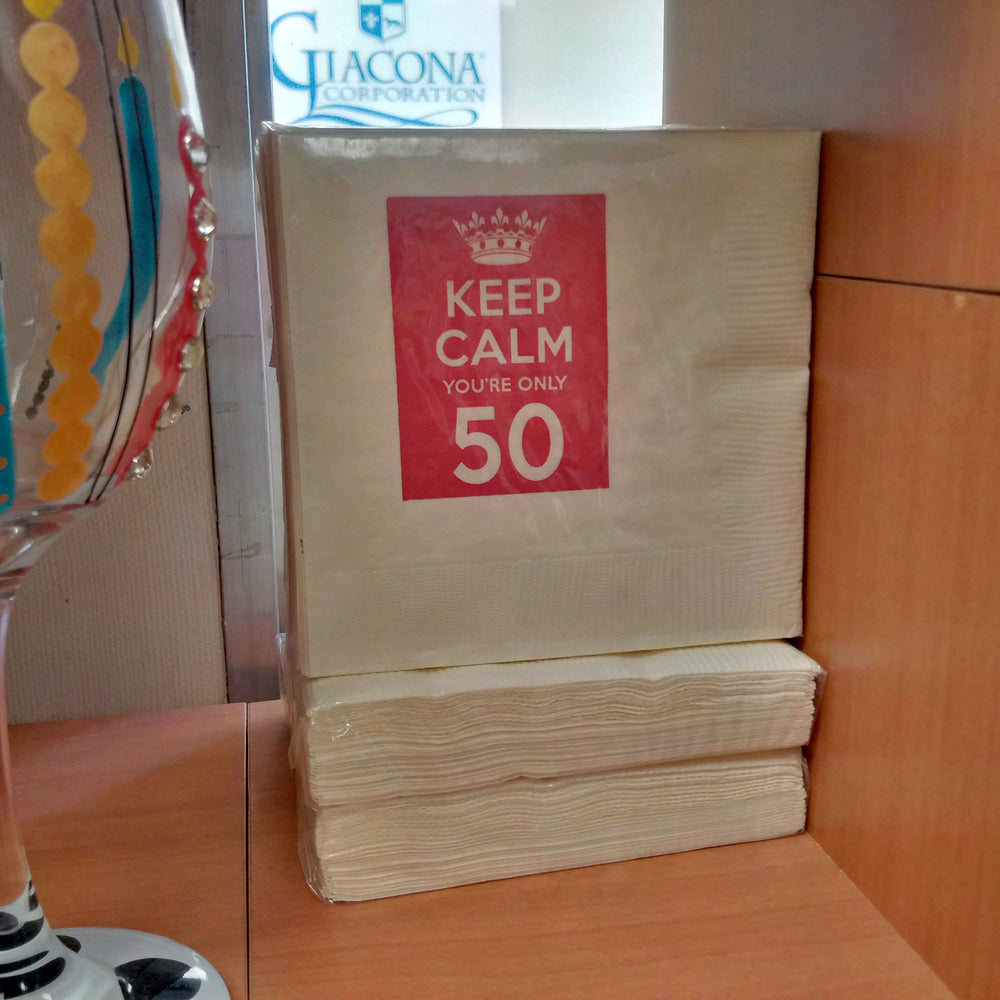 GIACONA®
CORPORATION
KEEP
CALM
YOU'RE ONLY
50